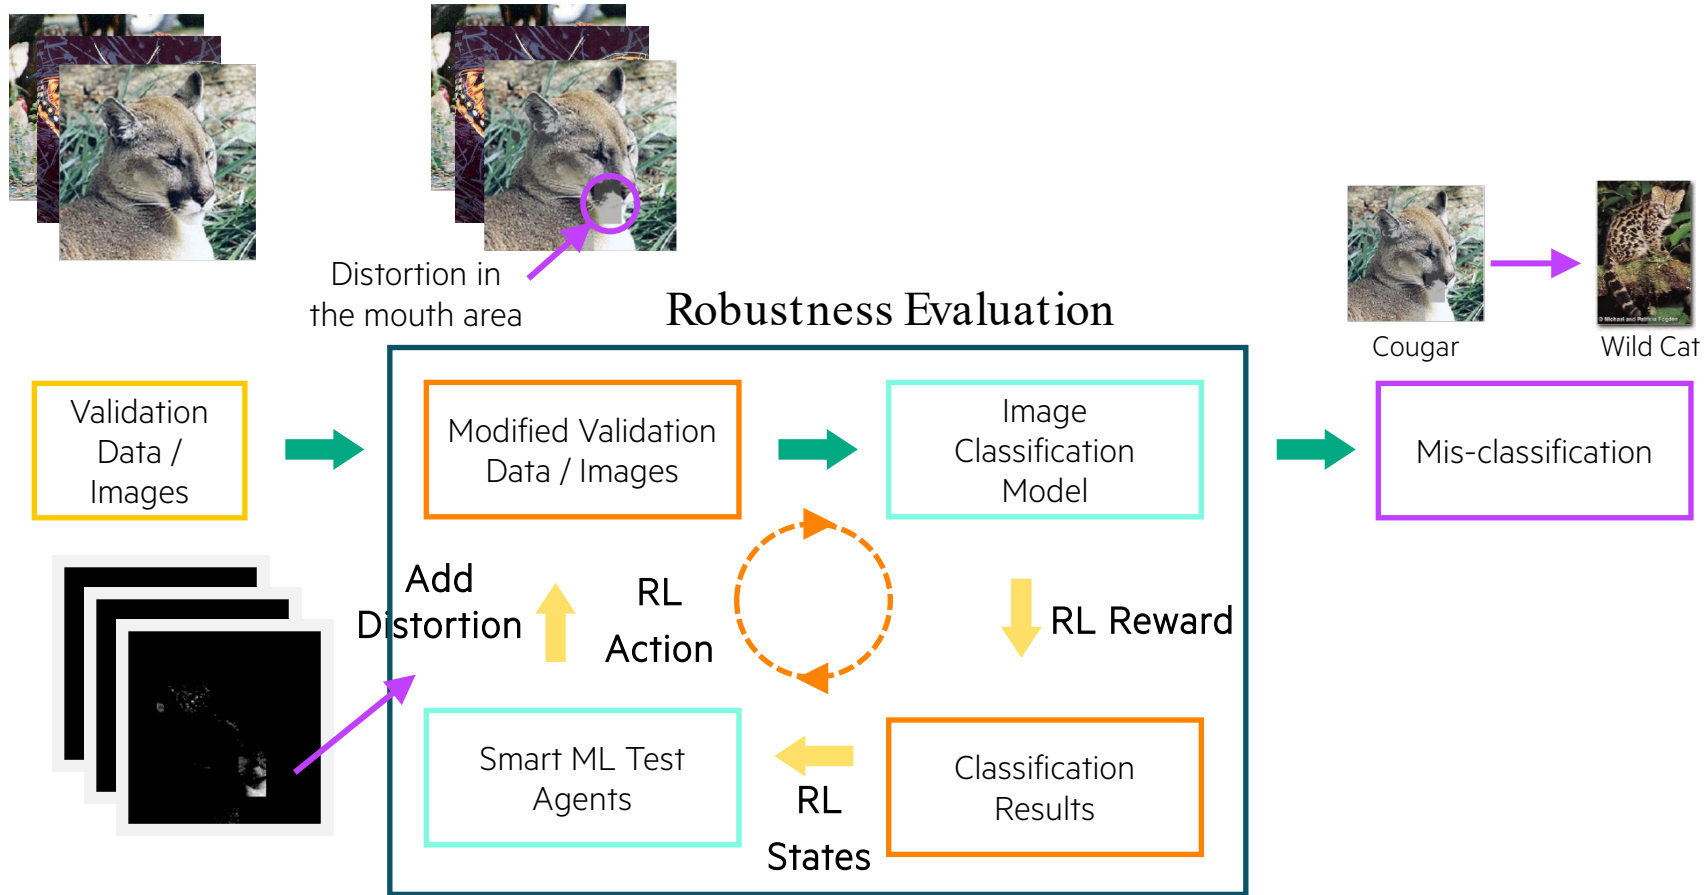 Distortion in
the mouth area
Robustness Evaluation
Cougar
Wild Cat
Validation
Data /
Images
Modified Validation
Data / Images
Image
Classification
Model
Mis-classification
Add
Distortion
RL
Action
RL Reward
Smart ML Test
Agents
RL
States
Classification
Results